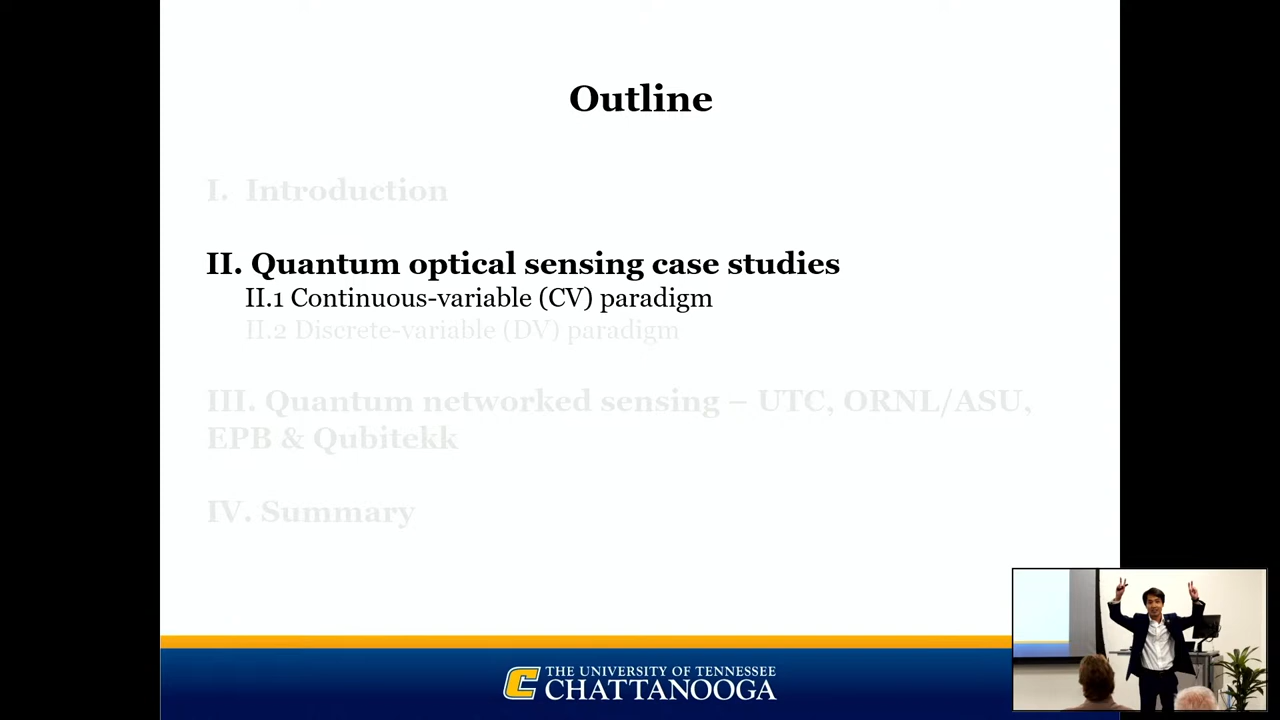 Outline
I. Introduction
II. Quantum optical sensing case studies
II.1 Continuous-variable (CV) paradigm
II.2 Discrete-variable (DV) paradigm
III. Quantum networked sensing – UTC, ORNL/ASU,
EPB & Qubitekk
IV. Summary
THE UNIVERSITY OF TENNESSEE
CHATTANOOGA